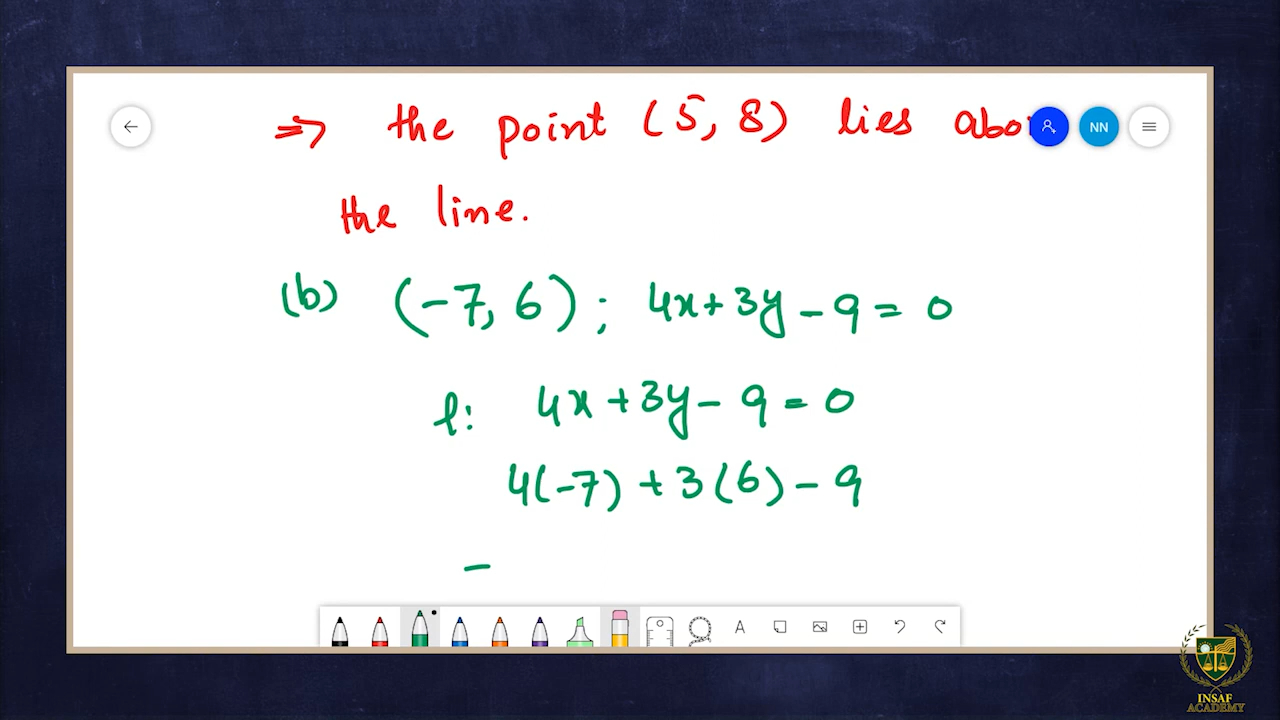 ⇒ the point (5, 8) lies abo
NN
the line.
(b) (-7, 6); 4x+3y-9=0
l: 4x+3y-9=0
4(-7)+3(6)-9
-
A
INSAF
ACADEMY